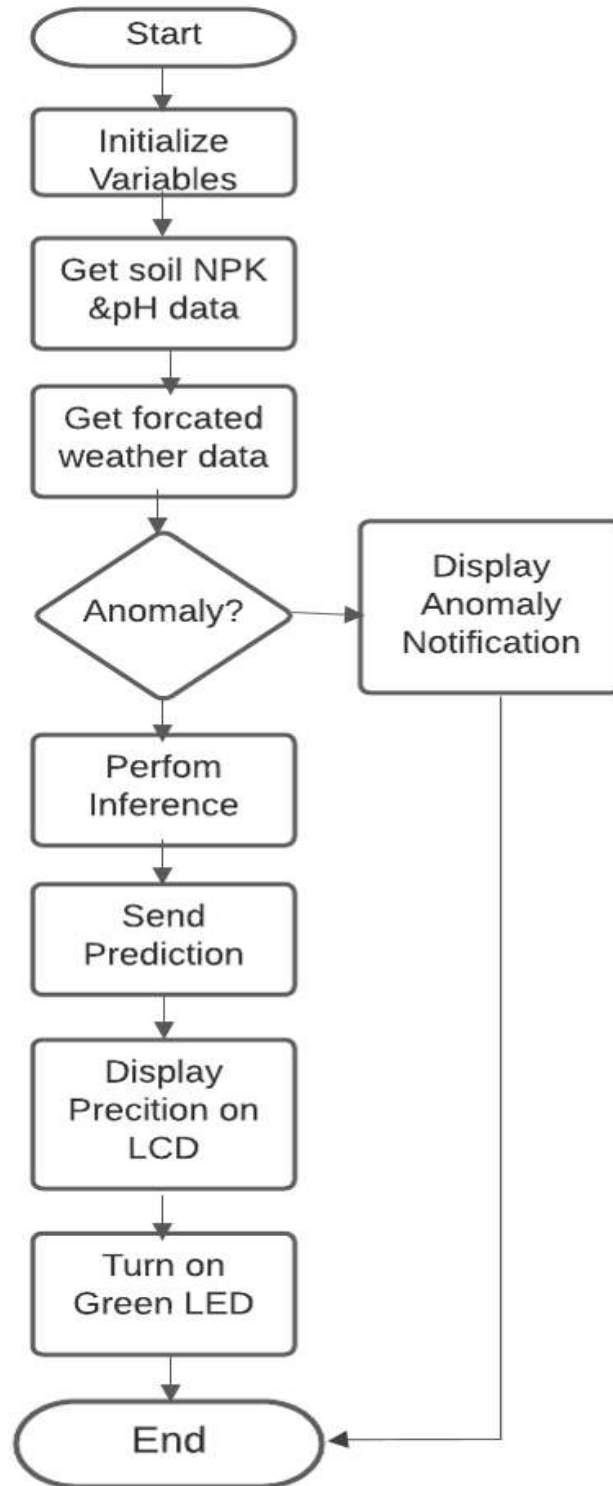 Start
Initialize
Variables
Get soil NPK
&pH data
Get forcated
weather data
Anomaly?
Display
Anomaly
Notification
Perfom
Inference
Send
Prediction
Display
Precition on
LCD
Turn on
Green LED
End